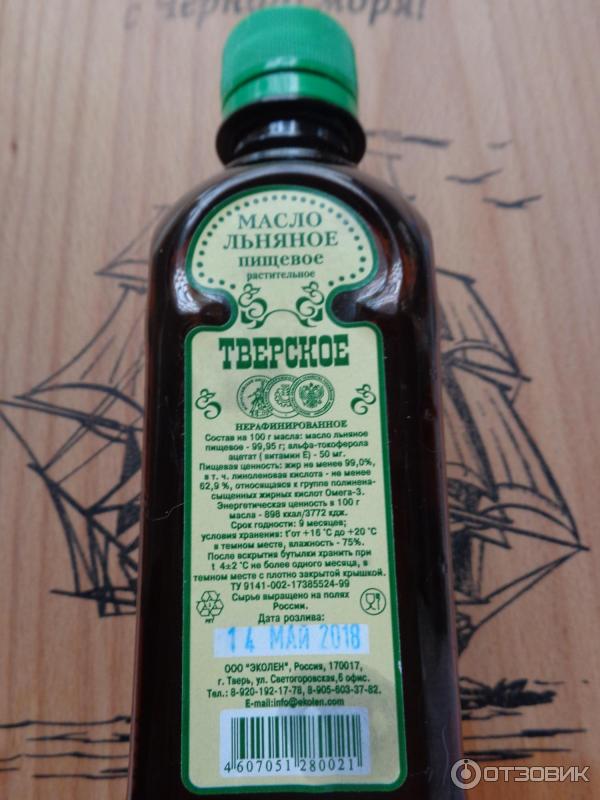 с Чёрного моря!
МАСЛО
ЛЬНЯНОЕ
пищевое
растительное
ТВЕРСКОЕ
НЕРАФИНИРОВАННОЕ
Состав на 100 г масла: масло льняное
пищевое - 99,95 г; альфа-токоферола
ацетат ( витамин Е) - 50 мг.
Пищевая ценность: жир не менее 99,0%,
в т. ч. линоленовая кислота - не менее
62,9 %, относящаяся к группе полинена-
сыщенных жирных кислот Омега-3.
Энергетическая ценность в 100 г
масла - 898 ккал/3772 кдж.
Срок годности: 9 месяцев;
условия хранения: t°от +16 °С до +20 °С
в темном месте, влажность - 75%.
После вскрытия бутылки хранить при
t 4±2 °С не более одного месяца, в
темном месте с плотно закрытой крышкой.
ТУ 9141-002-17385524-99
Сырье выращено на полях
России.
Дата розлива:
14 МАЙ 2018
ООО "ЭКОЛЕН", Россия, 170017,
г. Тверь, ул. Светогоровская,6 офис.
Тел.: 8-920-192-17-78, 8-905-603-37-82.
E-mail:info@ekolen.com
4 607051 280021
ОТЗОВИК